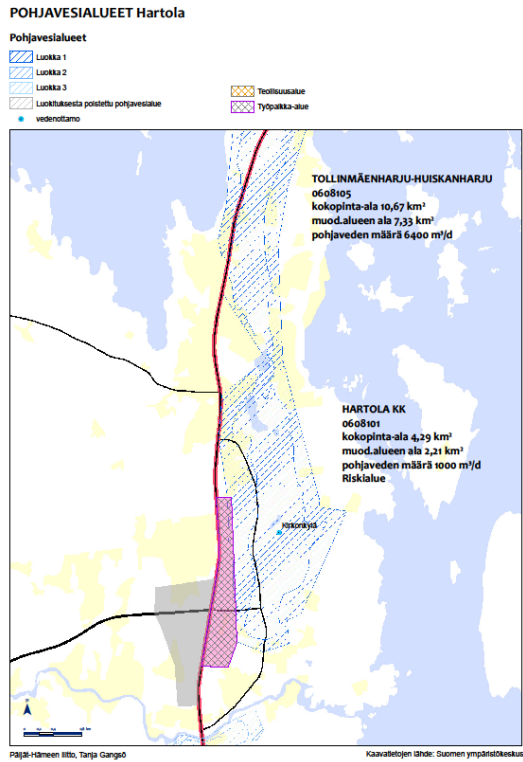 POHJAVESIALUEET Hartola
Pohjavesialueet
Luokka 1
Luokka 2
Luokka 3
Luokituksesta poistettu pohjavesialue
vedenottamo
Teollisuusalue
Työpaikka-alue
TOLLINMÄENHARJU-HUISKANHARJU
0608105
kokopinta-ala 10,67 km²
muod.alueen ala 7,33 km²
pohjaveden määrä 6400 m³/d
HARTOLA KK
0608101
kokopinta-ala 4,29 km²
muod.alueen ala 2,21 km²
pohjaveden määrä 1000 m³/d
Riskialue
Kirkonkylä
Päijät-Hämeen liitto, Tanja Gangsö
Kaavatietojen lähde: Suomen ympäristökeskus